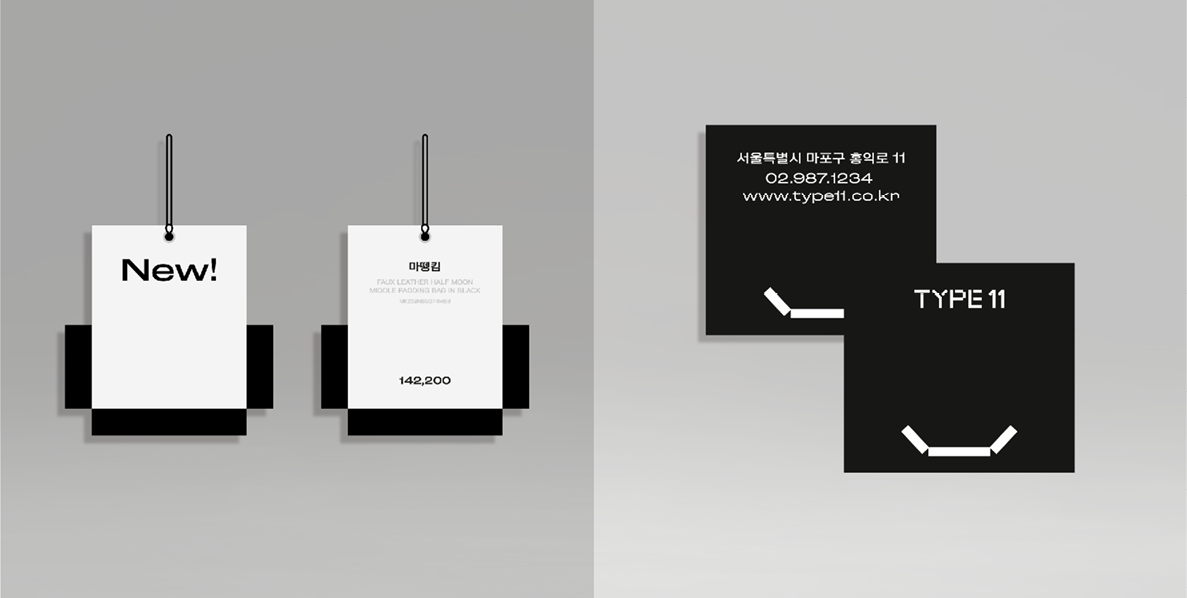 New!
마뗑킴
FAUX LEATHER HALF MOON
MIDDLE PADDING BAG IN BLACK
142,200
서울특별시 마포구 홍익로 11
02.987.1234
www.type11.co.kr
TYPE 11